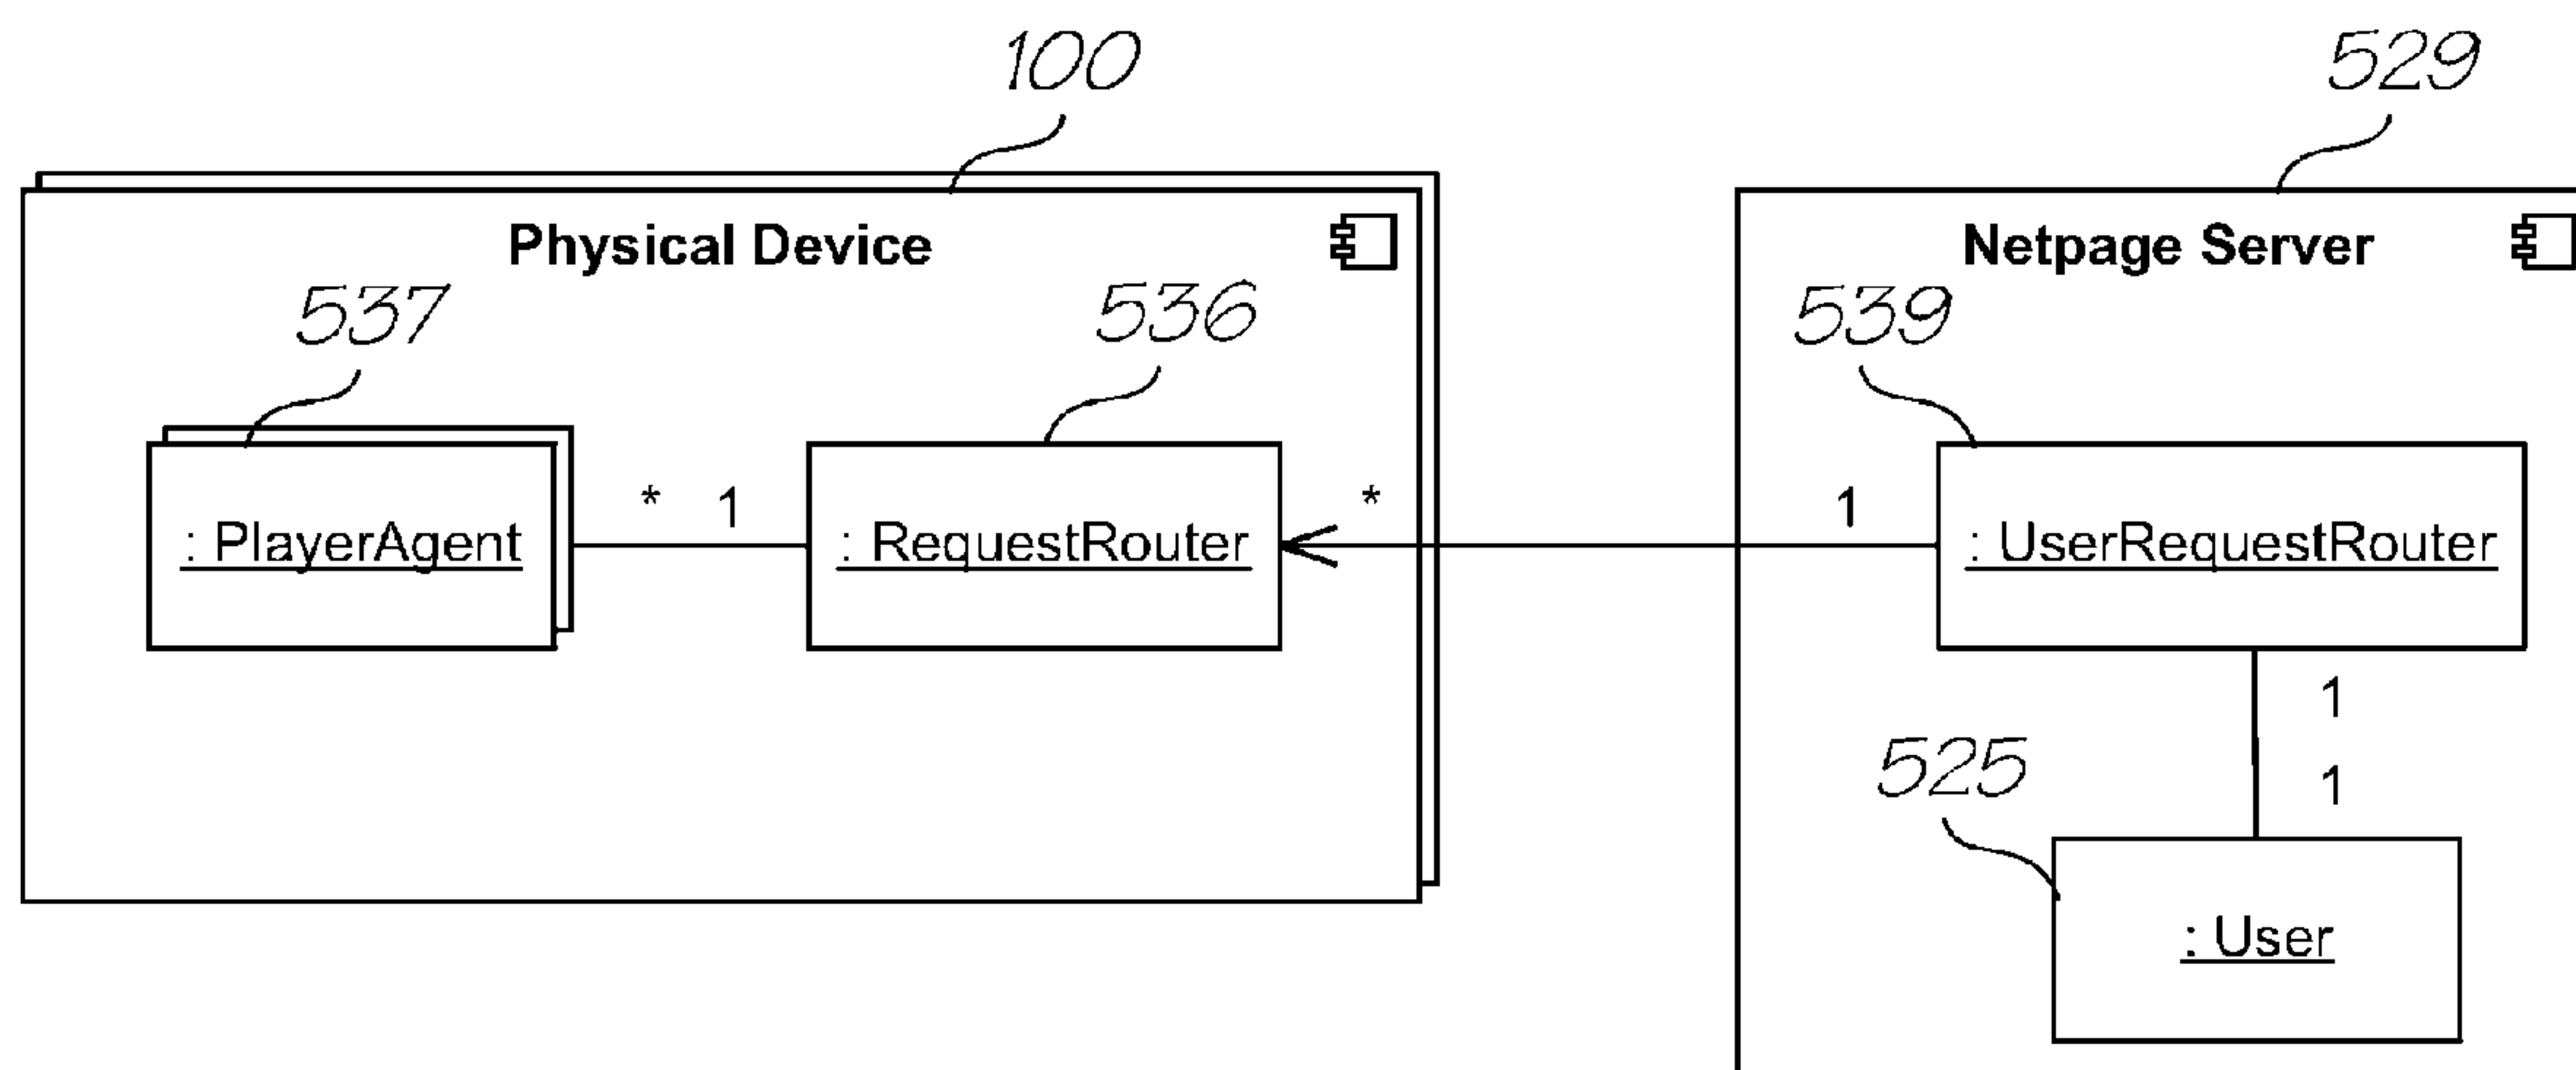 100
529
Physical Device
Netpage Server
537
536
539
* 1
* 1
: PlayerAgent
: RequestRouter
: UserRequestRouter
1
525
1
: User